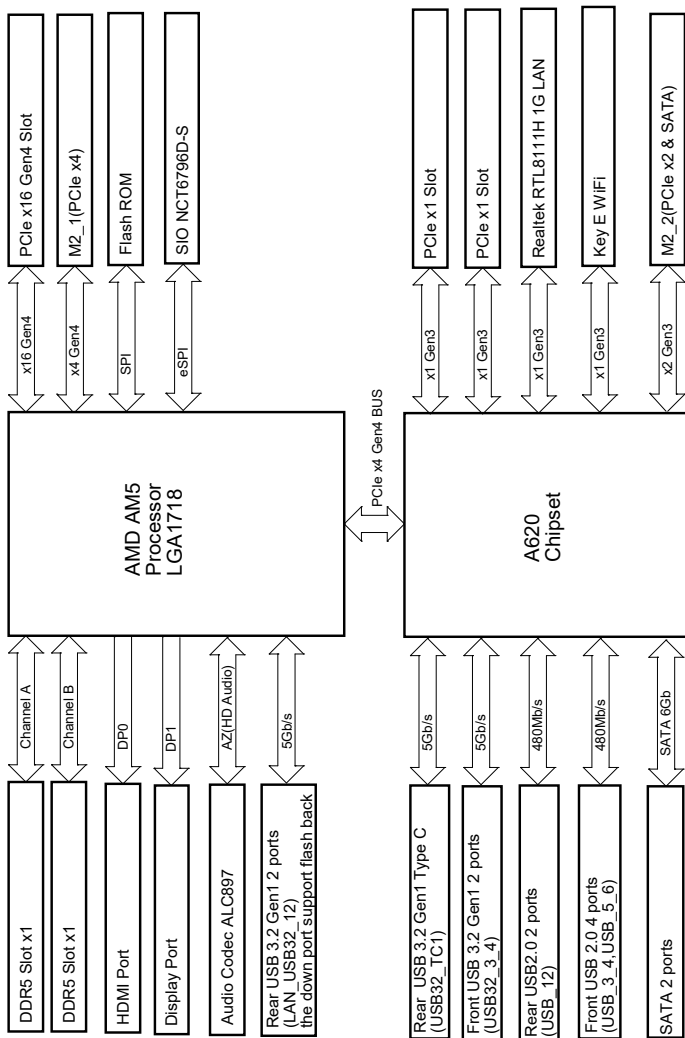 PCIe x16 Gen4 Slot
M2_1(PCIe x4)
Flash ROM
SIO NCT6796D-S
x16 Gen4
x4 Gen4
SPI
eSPI
AMD AM5
Processor
LGA1718
Channel A
Channel B
DP0
DP1
AZ(HD Audio)
5Gb/s
DDR5 Slot x1
DDR5 Slot x1
HDMI Port
Display Port
Audio Codec ALC897
Rear USB 3.2 Gen1 2 ports
(LAN_USB32_12)
the down port support flash back
PCIe x4 Gen4 BUS
PCIe x1 Slot
PCIe x1 Slot
Realtek RTL8111H 1G LAN
Key E WiFi
M2_2(PCIe x2 & SATA)
x1 Gen3
x1 Gen3
x1 Gen3
x1 Gen3
x2 Gen3
A620
Chipset
5Gb/s
5Gb/s
480Mb/s
480Mb/s
SATA 6Gb
Rear USB 3.2 Gen1 Type C
(USB32_TC1)
Front USB 3.2 Gen1 2 ports
(USB32_3_4)
Rear USB2.0 2 ports
(USB_12)
Front USB 2.0 4 ports
(USB_3_4,USB_5_6)
SATA 2 ports